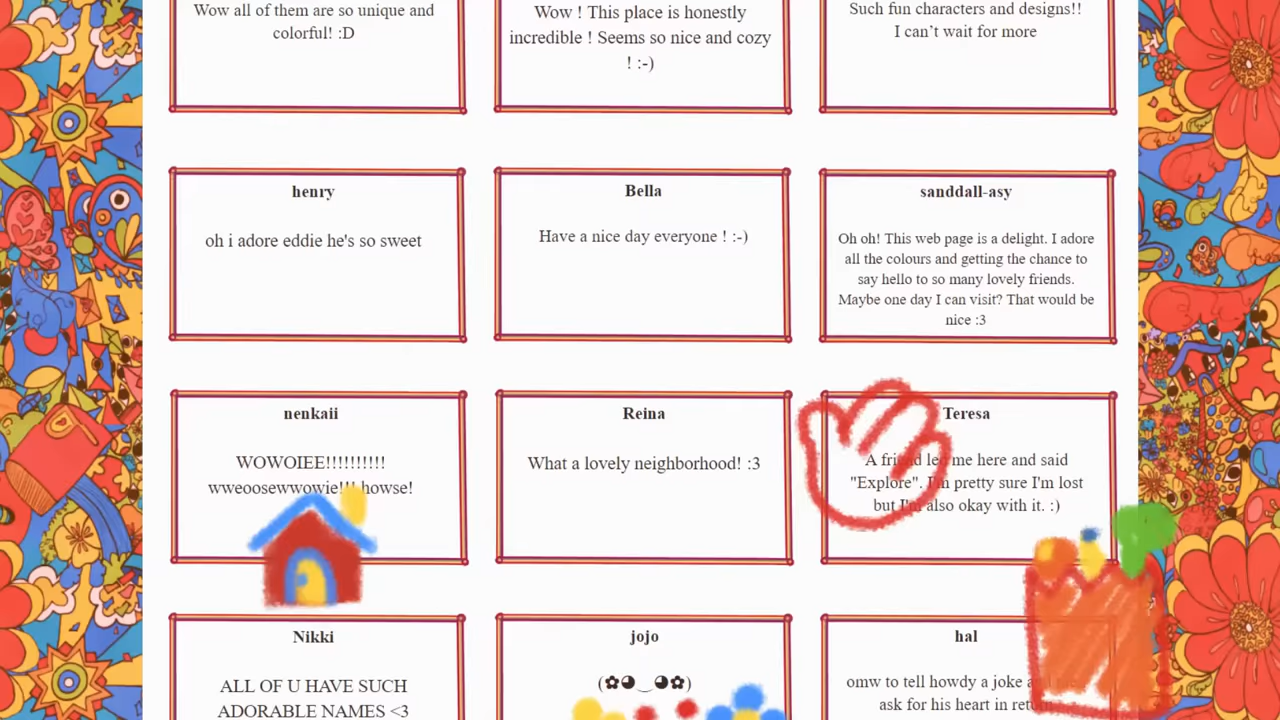 Wow all of them are so unique and
colorful! :D
Wow ! This place is honestly
incredible ! Seems so nice and cozy
! :-)
Such fun characters and designs!!
I can’t wait for more
henry
oh i adore eddie he's so sweet
Bella
Have a nice day everyone ! :-)
sanddall-asy
Oh oh! This web page is a delight. I adore
all the colours and getting the chance to
say hello to so many lovely friends.
Maybe one day I can visit? That would be
nice :3
nenkaii
WOWOIEE!!!!!!!!!!
wweoosewwowie!!! howse!
Reina
What a lovely neighborhood! :3
Teresa
A friend led me here and said
"Explore". I'm pretty sure I'm lost
but I'm also okay with it. :)
Nikki
ALL OF U HAVE SUCH
ADORABLE NAMES <3
jojo
(✿◕‿◕✿)
hal
omw to tell howdy a joke
ask for his heart in return